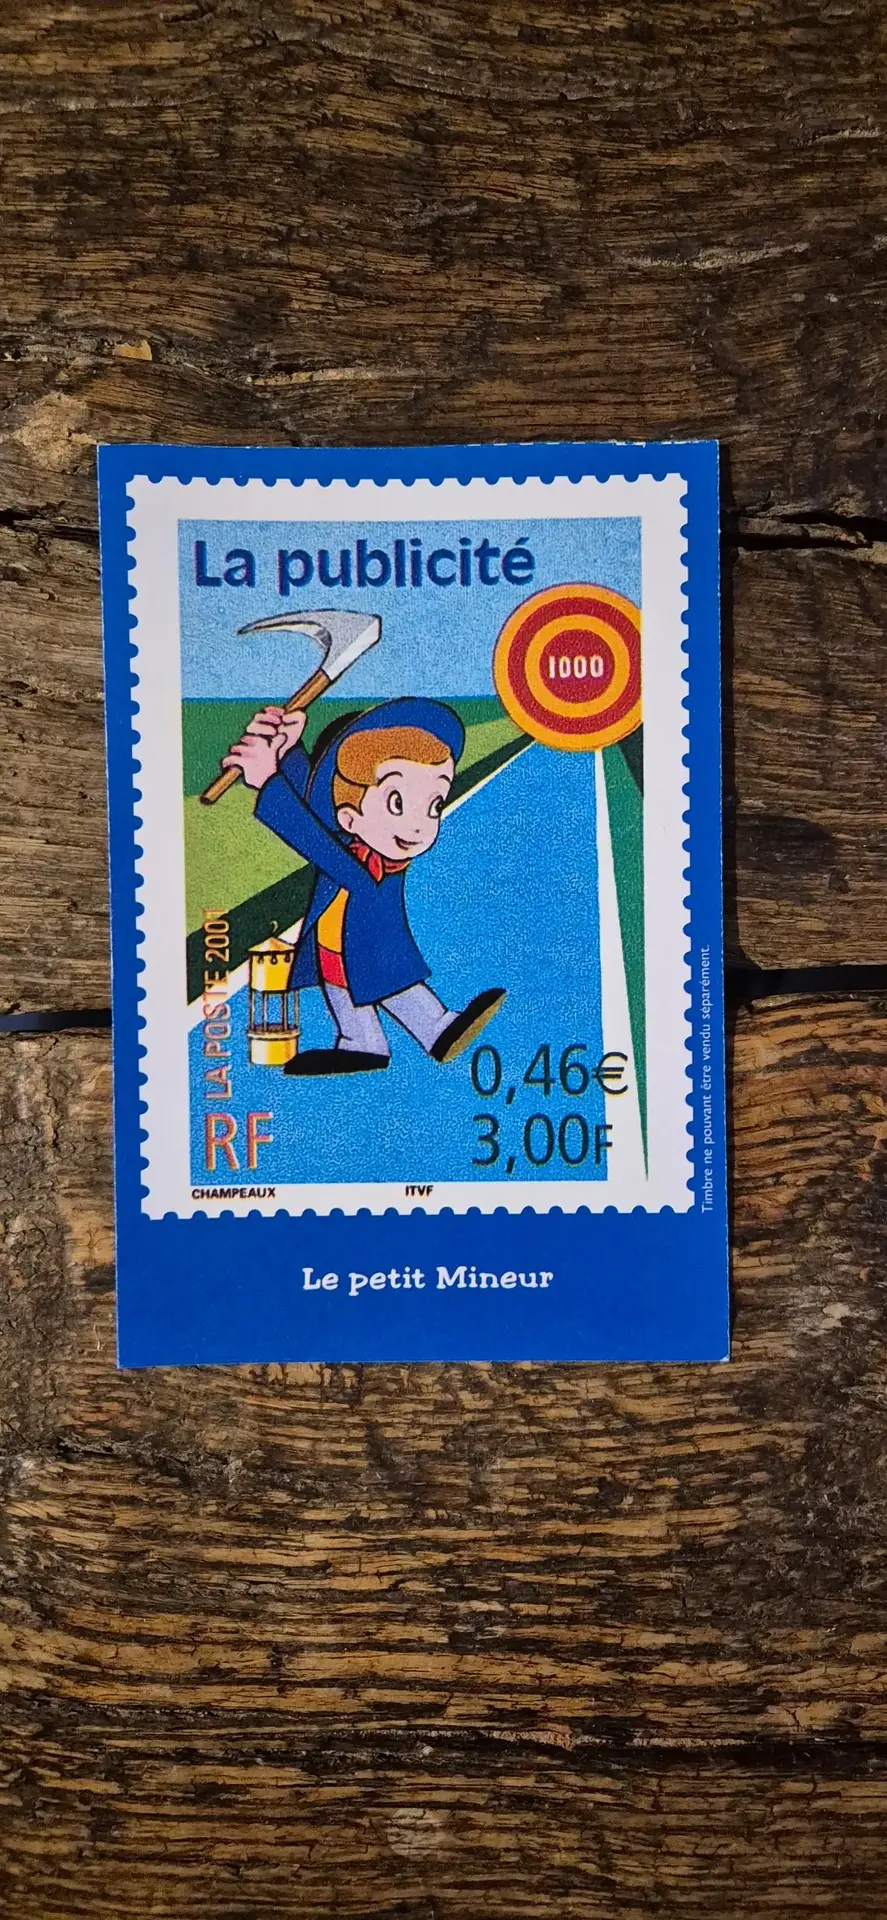 La publicité
1000
LA POSTE 2001
RF
0,46€
3,00F
CHAMPEAUX
ITVF
Timbre ne pouvant être vendu séparément.
Le petit Mineur